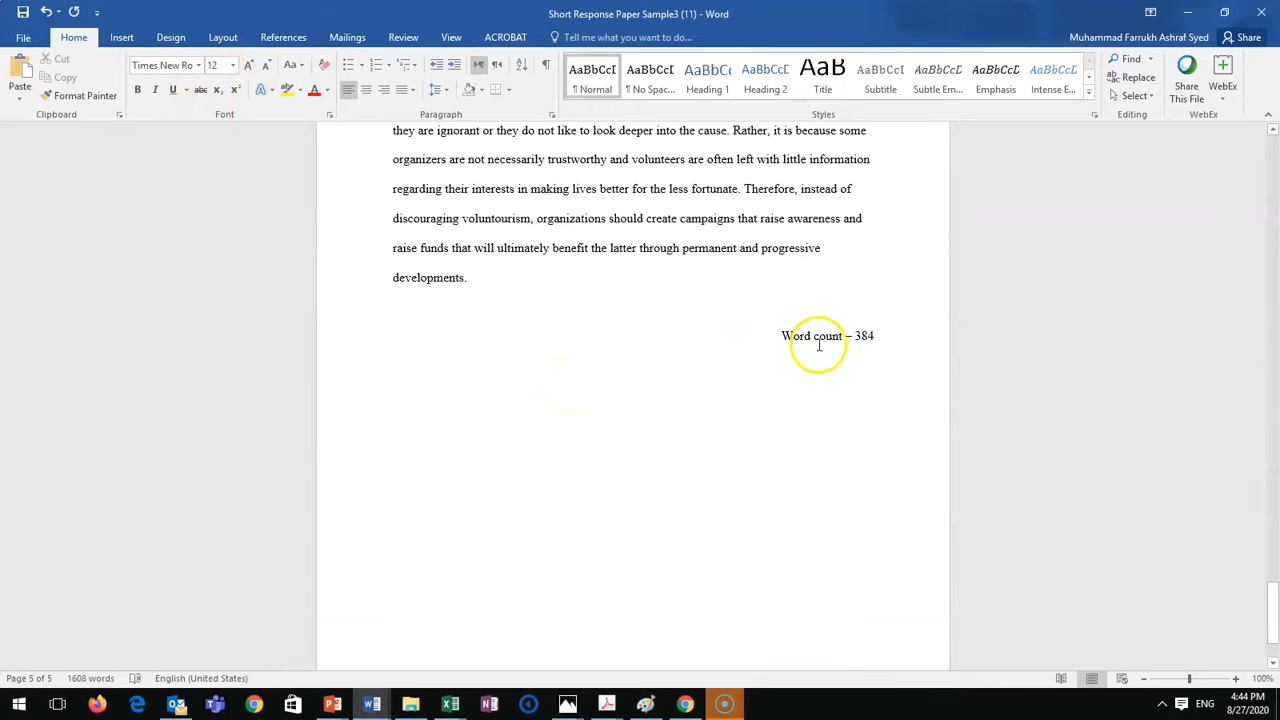 Short Response Paper Sample3 (11) - Word
File Home Insert Design Layout References Mailings Review View ACROBAT Tell me what you want to do... Muhammad Farrukh Ashraf Syed Share
Paste
Cut
Copy
Format Painter
Clipboard
Times New Ro 12
Font
Paragraph
AaBbCcI AaBbCcI AaBbCc AaBbCcD AaB AaBbCcD AaBbCcD AaBbCcD AaBbCcD
¶ Normal ¶ No Spac... Heading 1 Heading 2 Title Subtitle Subtle Em... Emphasis Intense E...
Styles
Find
Replace
Select
Editing
Share This File
WebEx
WebEx
they are ignorant or they do not like to look deeper into the cause. Rather, it is because some
organizers are not necessarily trustworthy and volunteers are often left with little information
regarding their interests in making lives better for the less fortunate. Therefore, instead of
discouraging voluntourism, organizations should create campaigns that raise awareness and
raise funds that will ultimately benefit the latter through permanent and progressive
developments.
Word count – 384
Page 5 of 5 1608 words English (United States) 100%
ENG
4:44 PM
8/27/2020